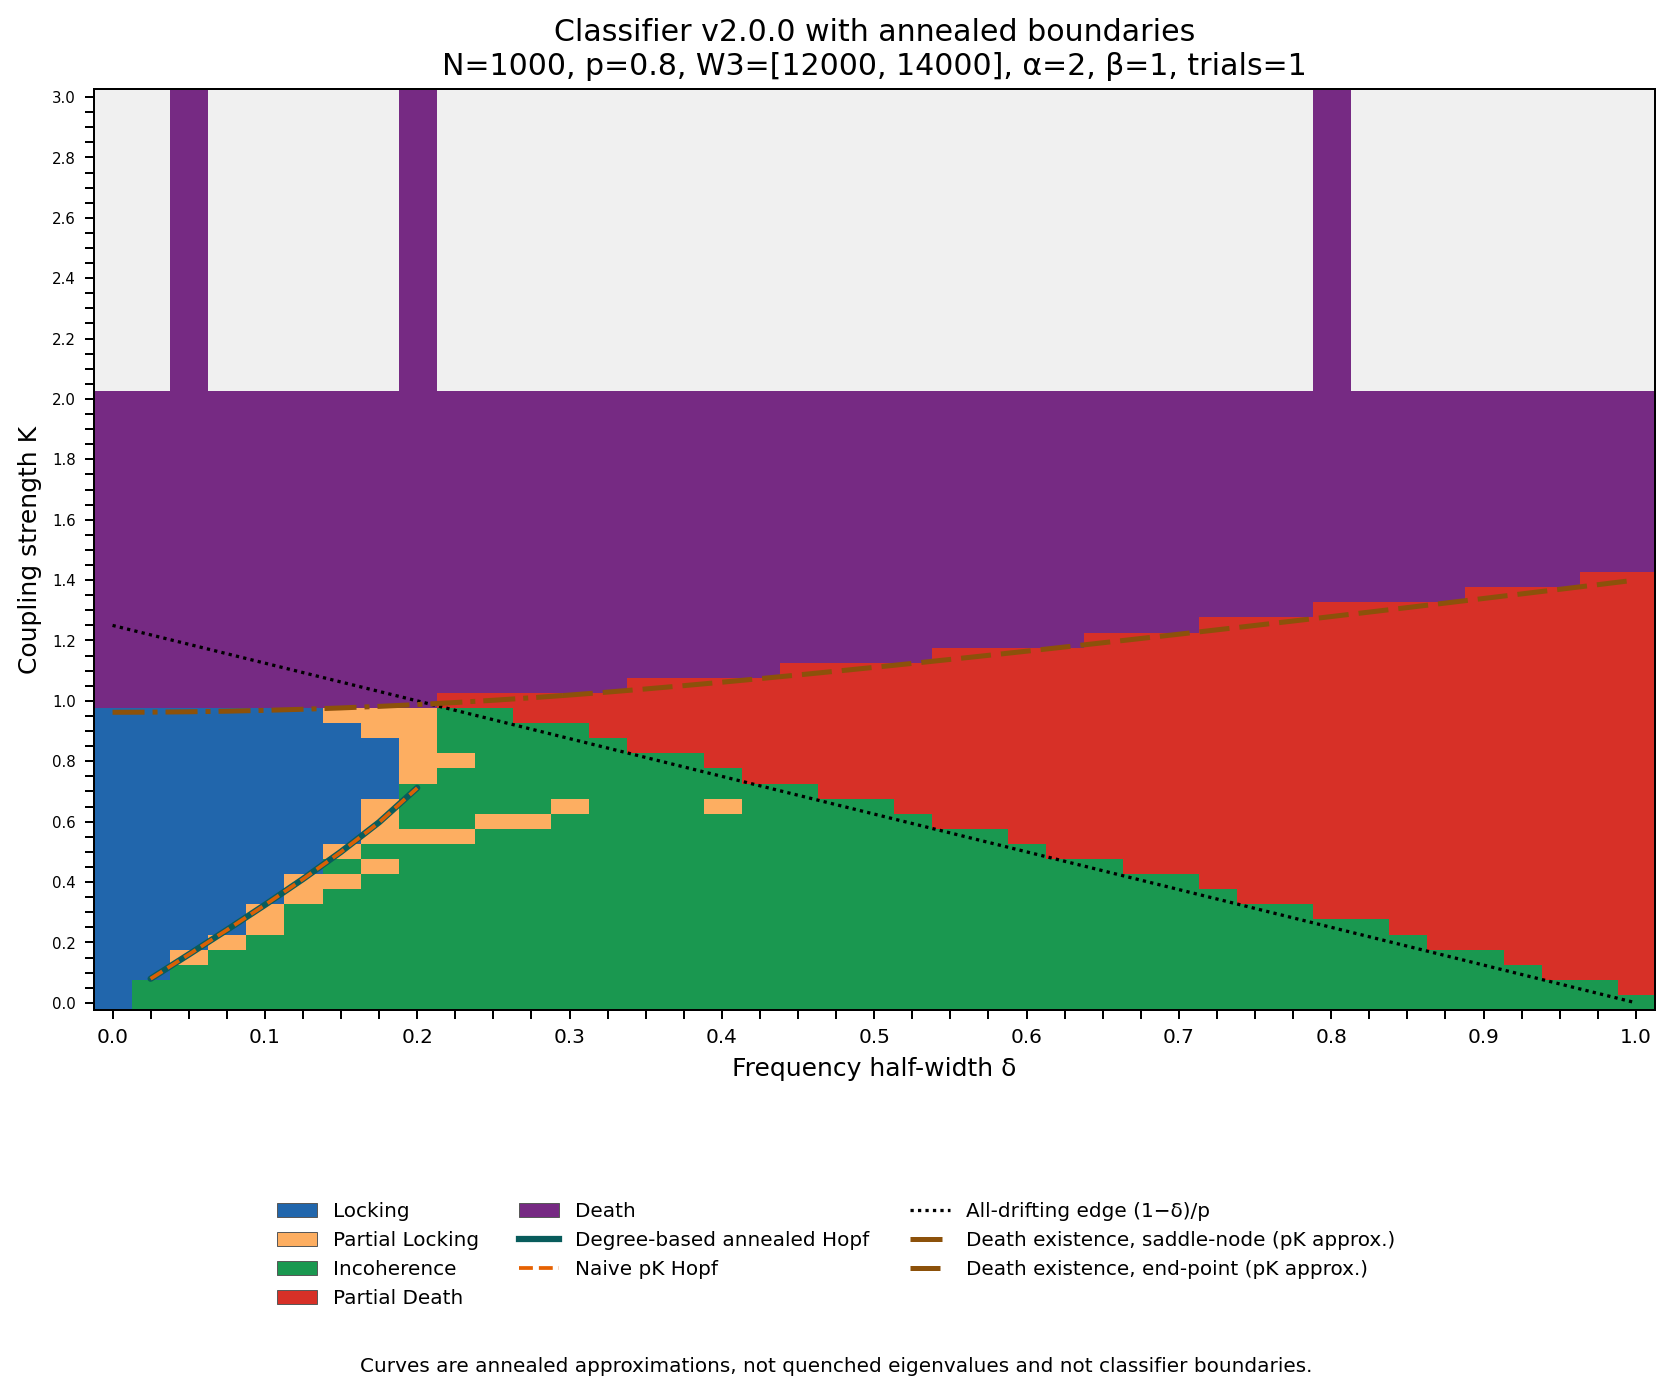 Classifier v2.0.0 with annealed boundaries
N=1000, p=0.8, W3=[12000, 14000], α=2, β=1, trials=1
Coupling strength K
3.0
2.8
2.6
2.4
2.2
2.0
1.8
1.6
1.4
1.2
1.0
0.8
0.6
0.4
0.2
0.0
0.0 0.1 0.2 0.3 0.4 0.5 0.6 0.7 0.8 0.9 1.0
Frequency half-width δ
Locking
Partial Locking
Incoherence
Partial Death
Death
Degree-based annealed Hopf
Naive pK Hopf
All-drifting edge (1−δ)/p
Death existence, saddle-node (pK approx.)
Death existence, end-point (pK approx.)
Curves are annealed approximations, not quenched eigenvalues and not classifier boundaries.